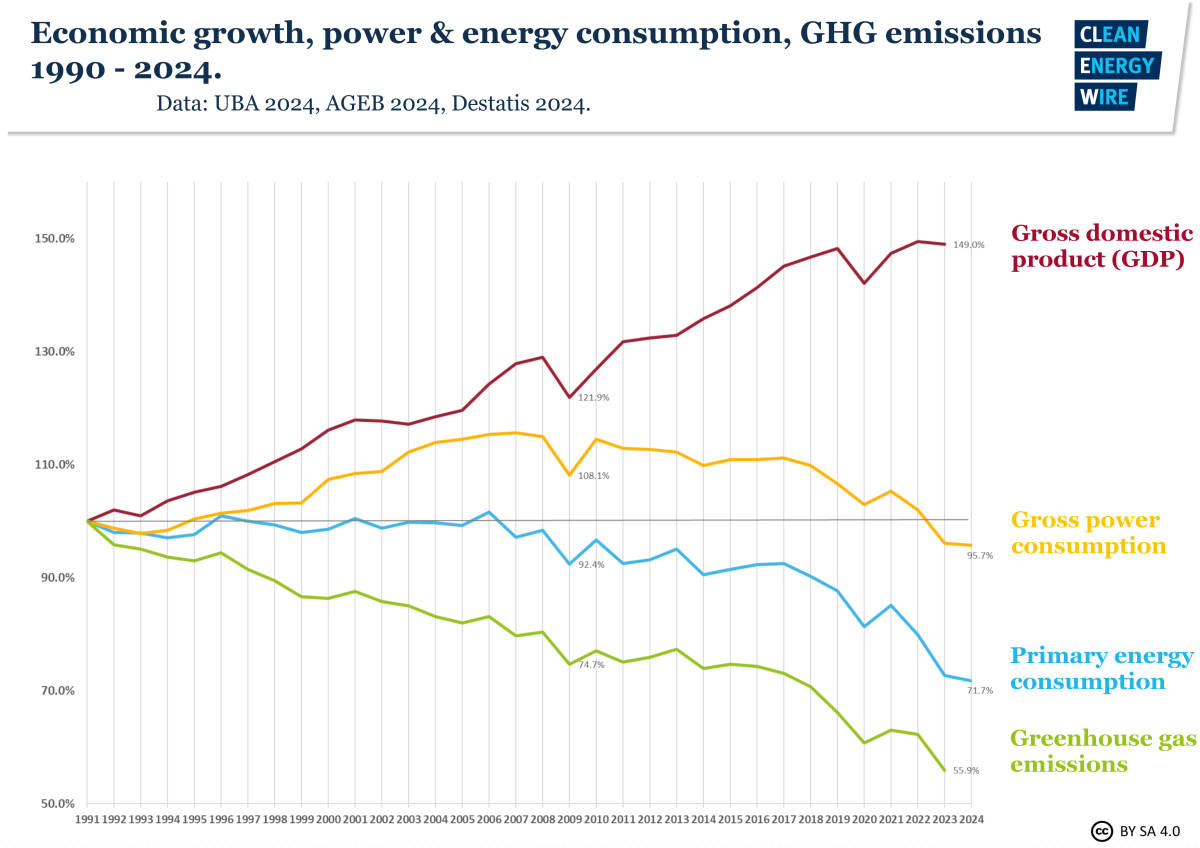 Economic growth, power & energy consumption, GHG emissions
1990 - 2024.
Data: UBA 2024, AGEB 2024, Destatis 2024.
CLEAN
ENERGY
WIRE
150.0%
130.0%
110.0%
90.0%
70.0%
50.0%
149.0%
121.9%
108.1%
92.4%
74.7%
95.7%
71.7%
55.9%
Gross domestic
product (GDP)
Gross power
consumption
Primary energy
consumption
Greenhouse gas
emissions
1991 1992 1993 1994 1995 1996 1997 1998 1999 2000 2001 2002 2003 2004 2005 2006 2007 2008 2009 2010 2011 2012 2013 2014 2015 2016 2017 2018 2019 2020 2021 2022 2023 2024
cc BY SA 4.0